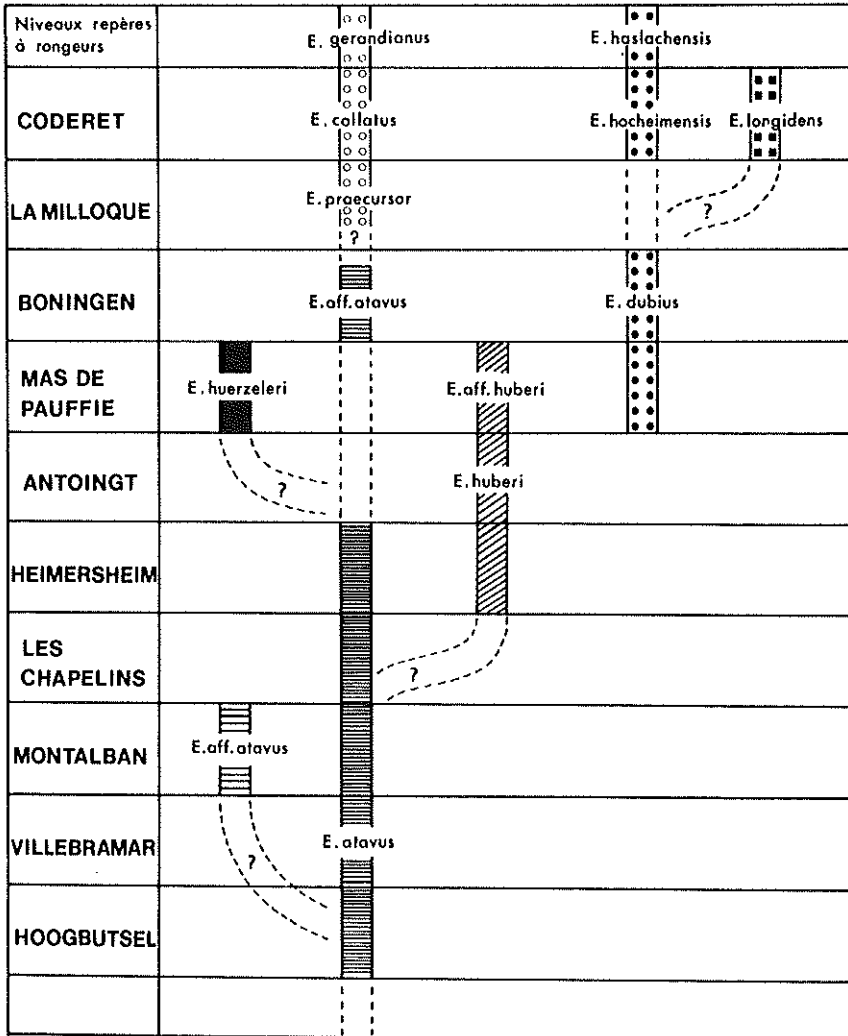 Niveaux repères
à rongeurs
E. gerandianus
E. haslachensis
CODERET
E. collatus
E. hocheimensis
E. longidens
LA MILLOQUE
E. praecursor
?
?
BONINGEN
E. aff. atavus
E. dubius
MAS DE
PAUFFIE
E. huerzeleri
E. aff. huberi
ANTOINGT
?
E. huberi
HEIMERSHEIM
LES
CHAPELINS
?
MONTALBAN
E. aff. atavus
VILLEBRAMAR
?
E. atavus
HOOGBUTSEL